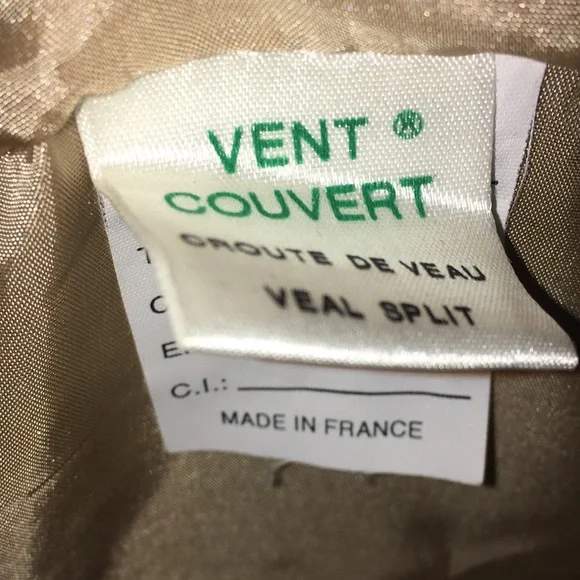 VENT ®
COUVERT
CROUTE DE VEAU
VEAL SPLIT
T
C
E.
C.I.:
MADE IN FRANCE